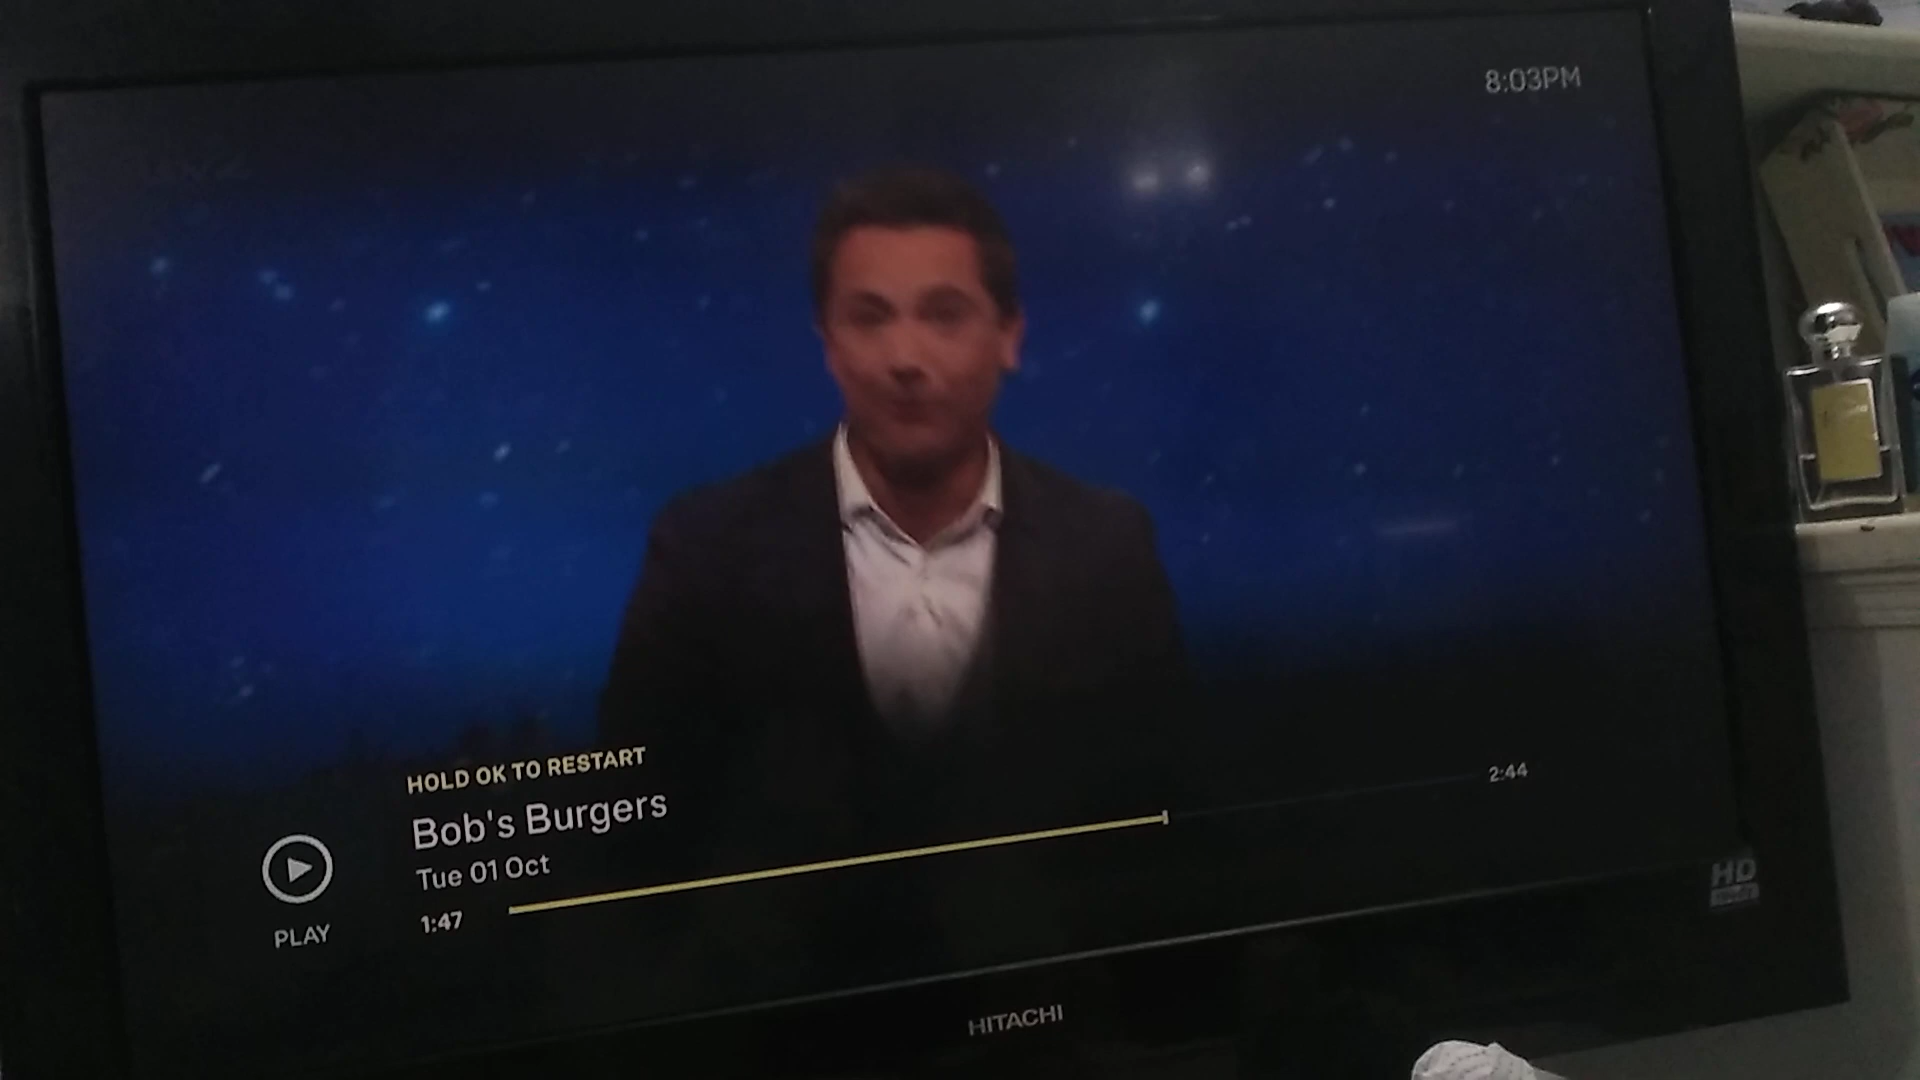 8:03PM
HOLD OK TO RESTART
Bob's Burgers
Tue 01 Oct
1:47
2:44
PLAY
HD
HITACHI